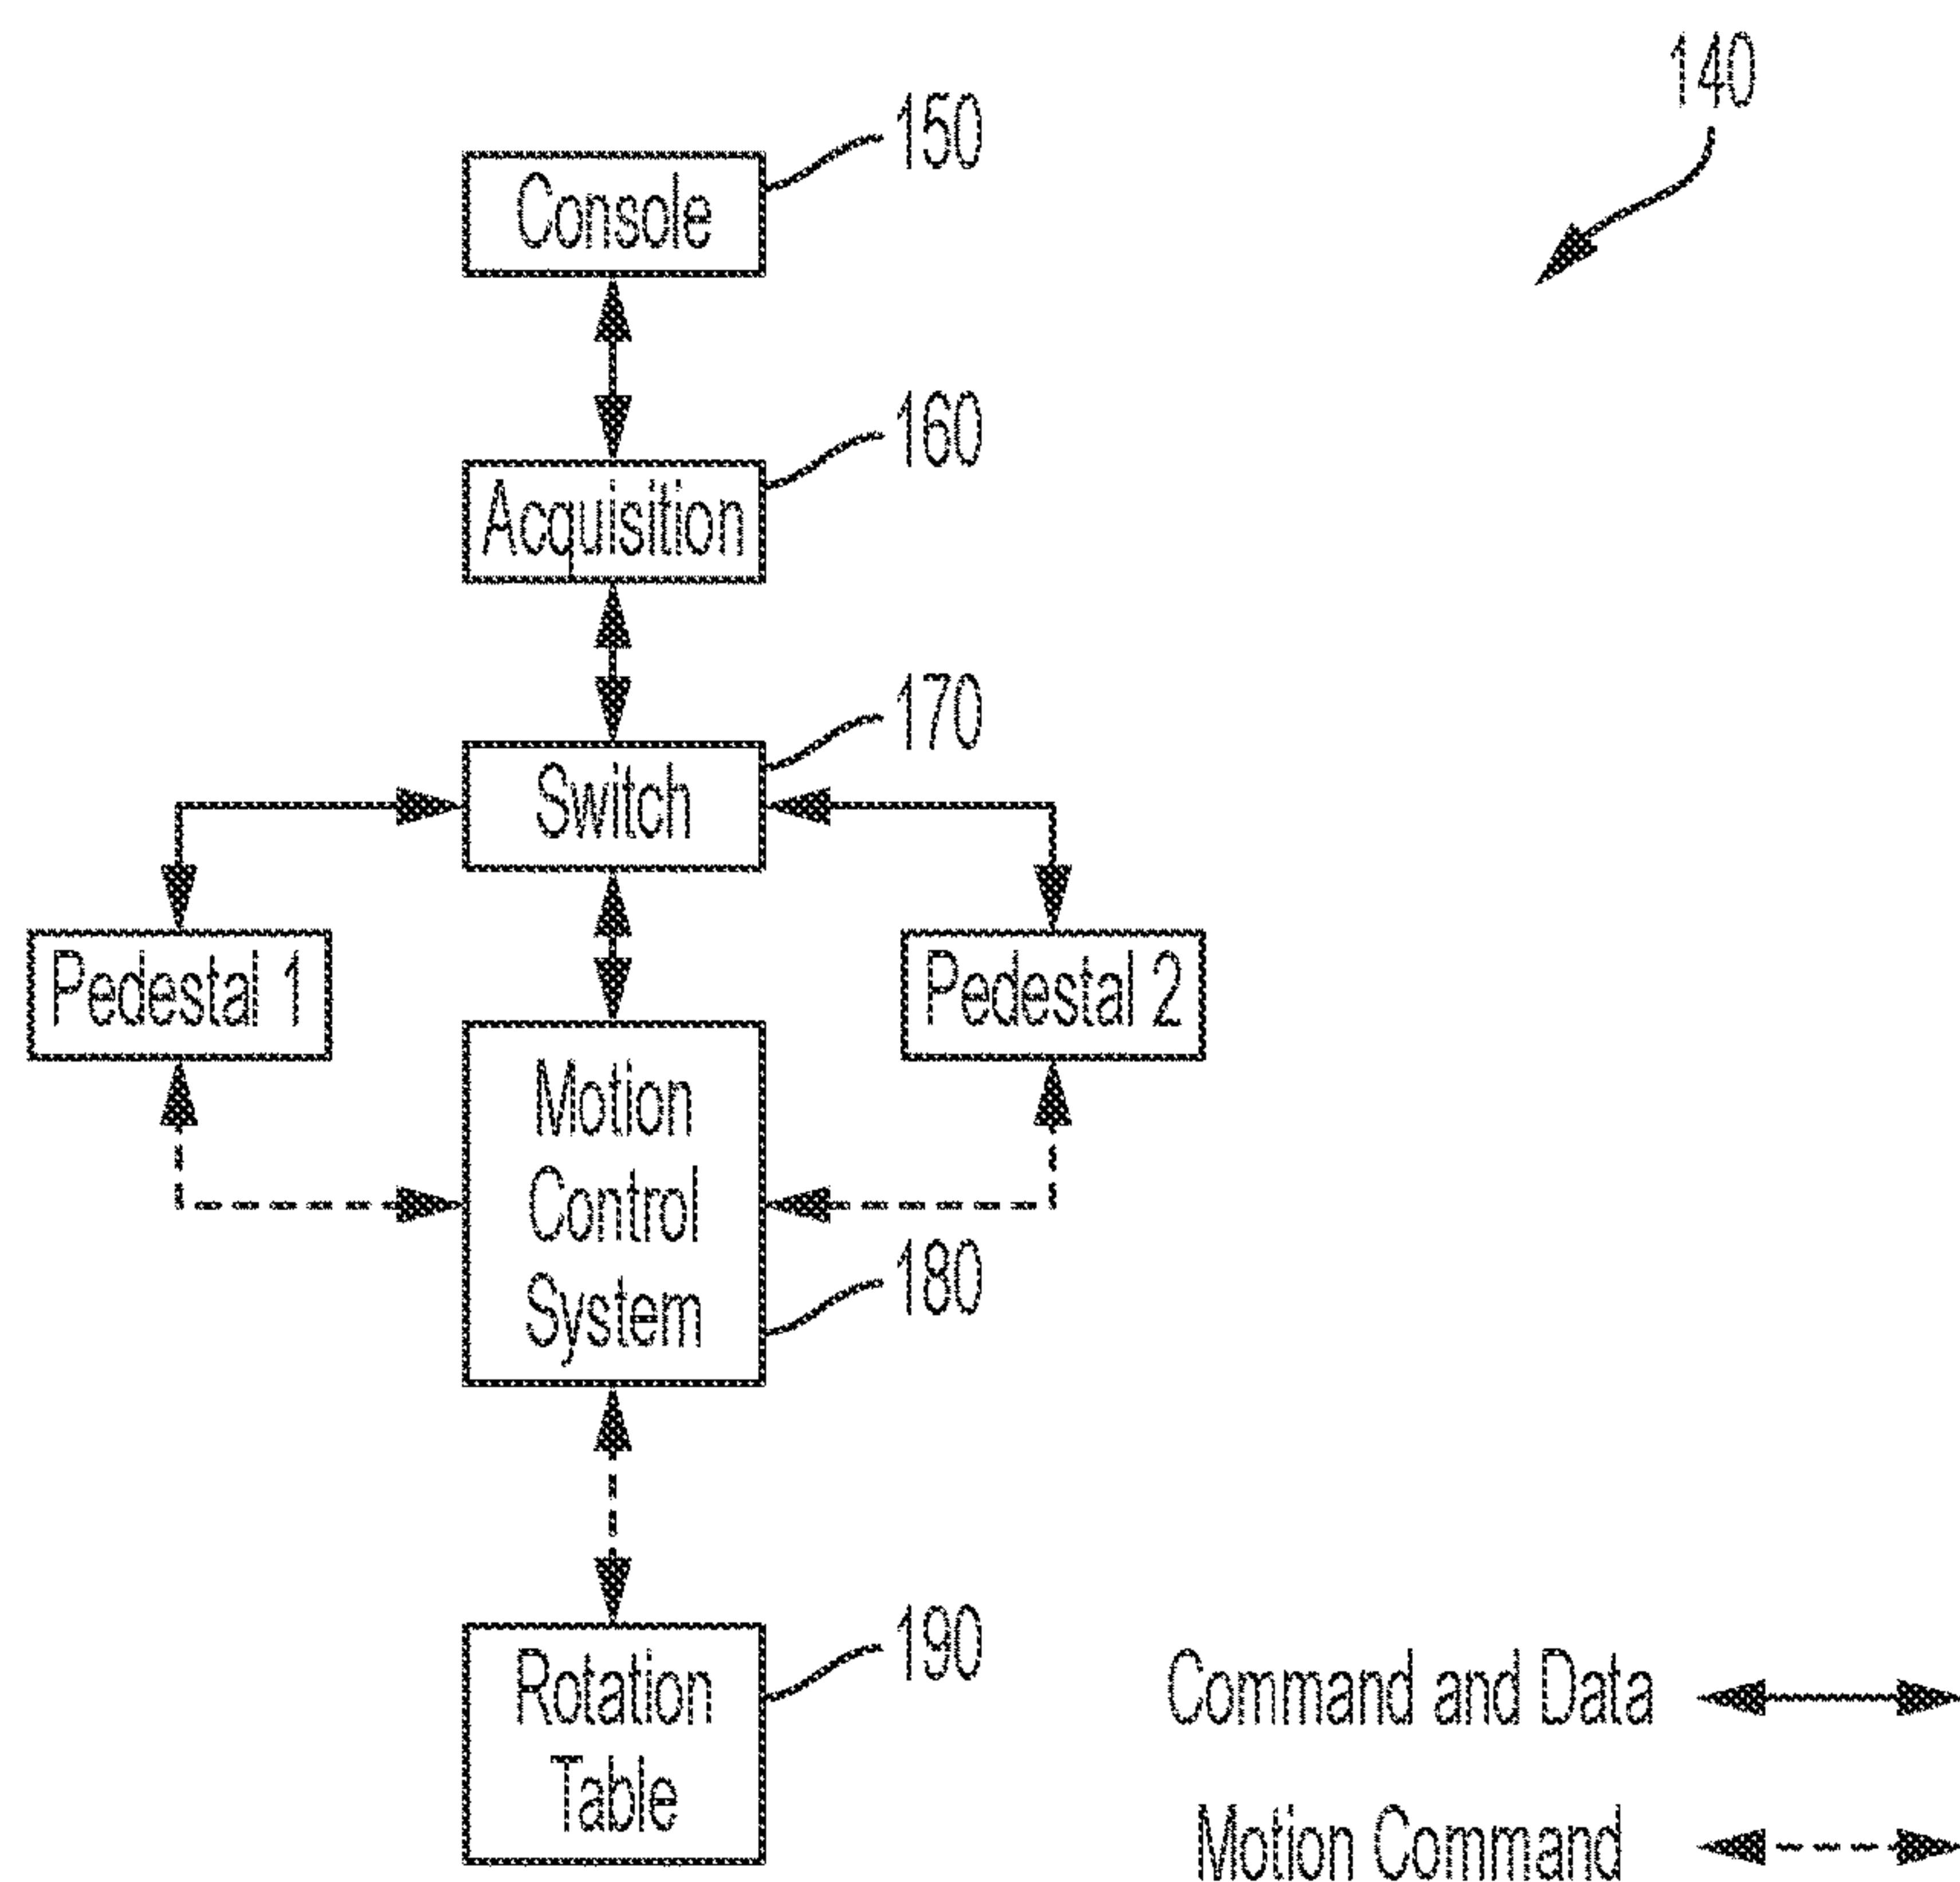 140
150
Console
160
Acquisition
170
Switch
Pedestal 1
Pedestal 2
Motion
Control
System
180
190
Rotation
Table
Command and Data
Motion Command